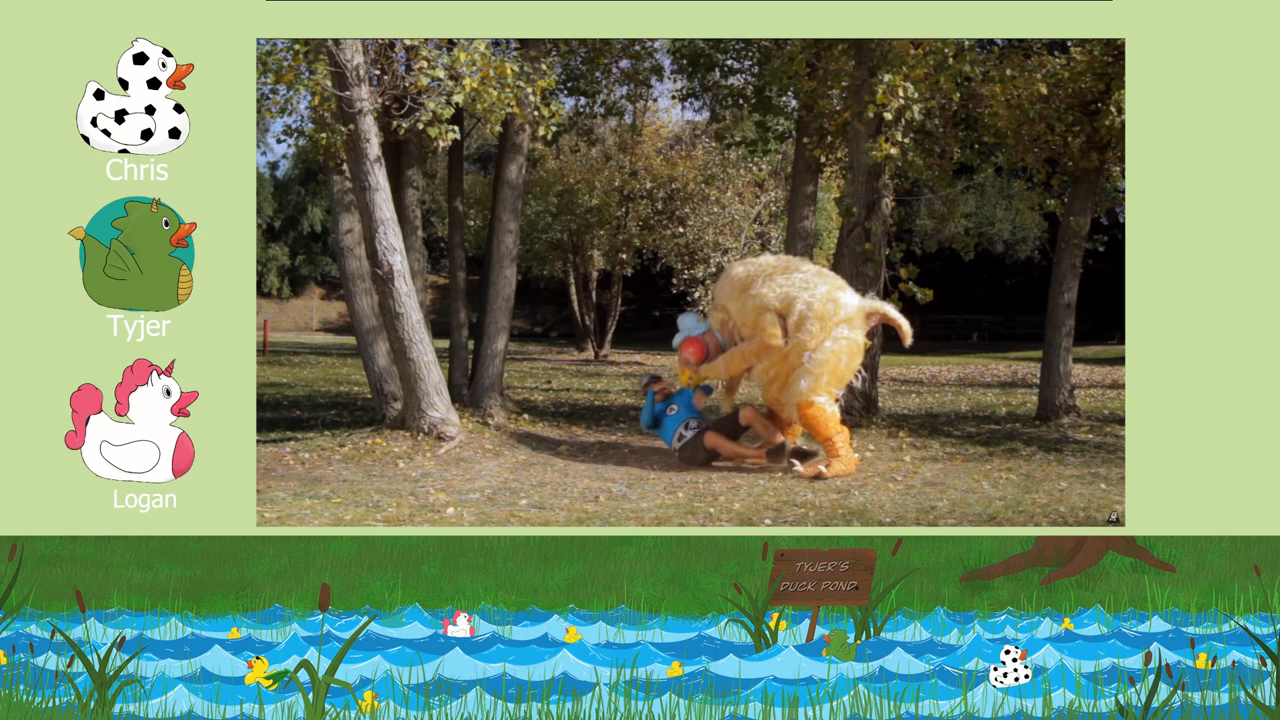 Chris
Tyjer
Logan
TYJER'S
DUCK POND